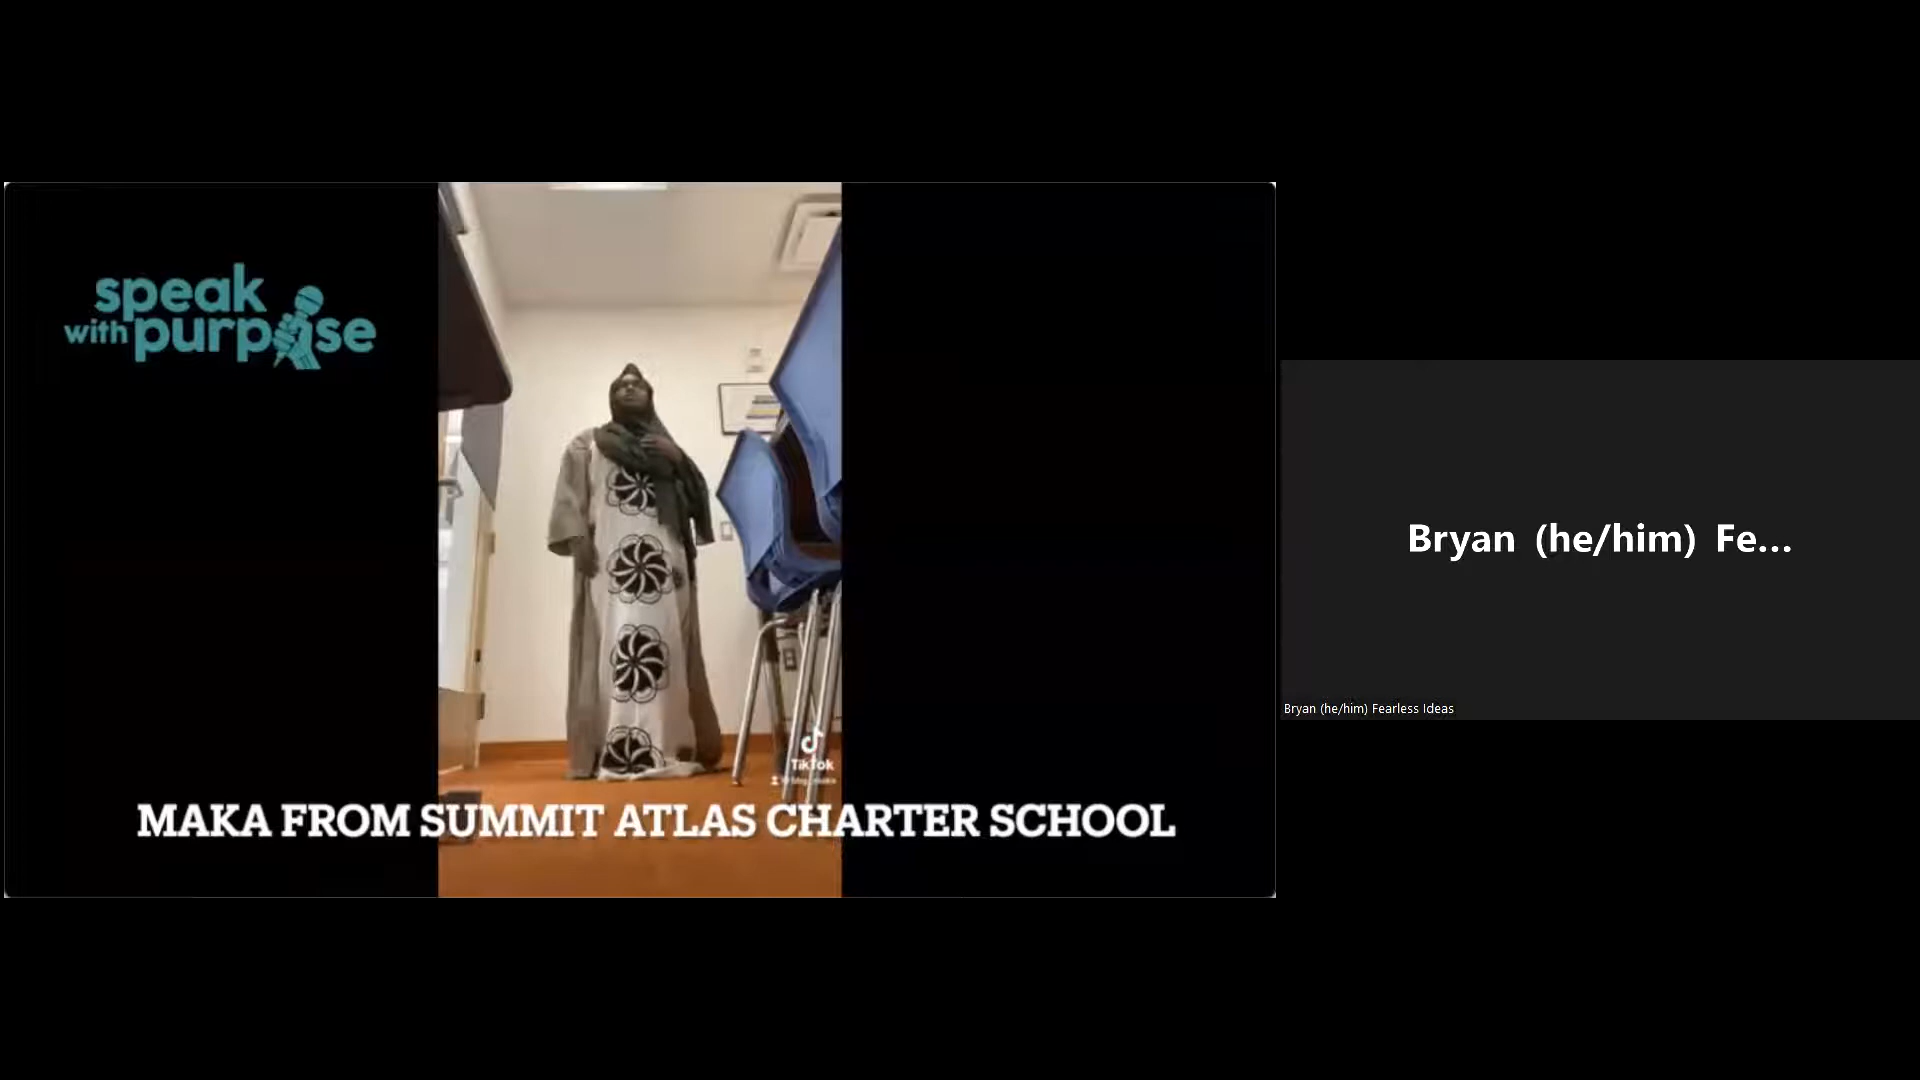 speak
with purpose
TikTok
MAKA FROM SUMMIT ATLAS CHARTER SCHOOL
Bryan (he/him) Fe...
Bryan (he/him) Fearless Ideas